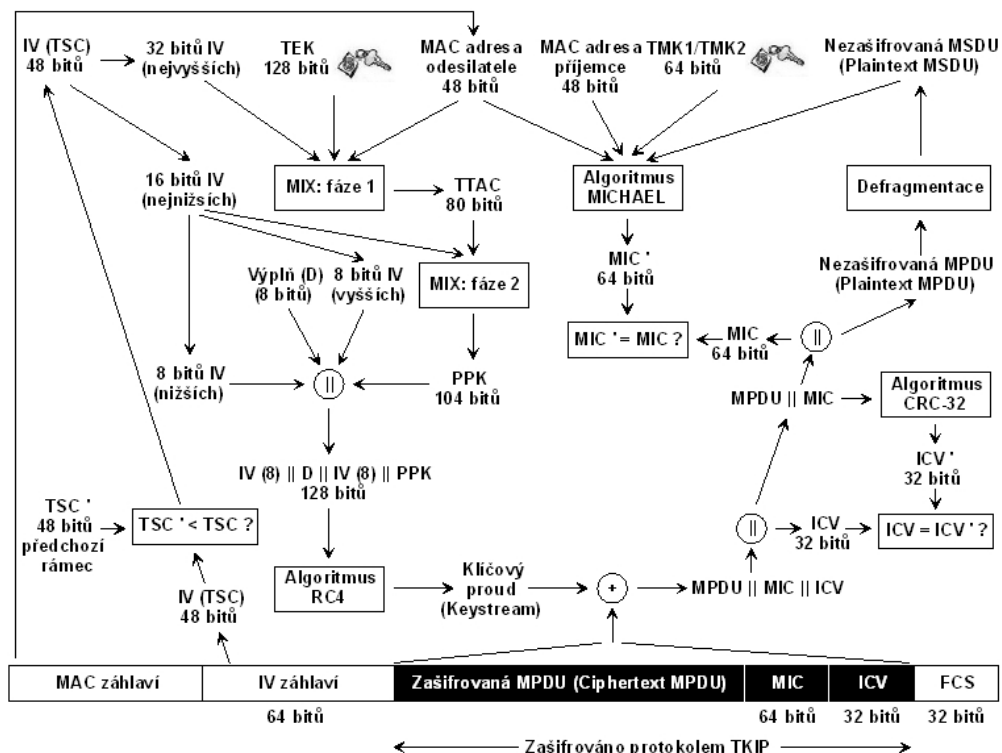 IV (TSC)
48 bitů
32 bitů IV
(nejvyšších)
TEK
128 bitů
MAC adresa
odesilatele
48 bitů
MAC adresa
příjemce
48 bitů
TMK1/TMK2
64 bitů
Nezašifrovaná MSDU
(Plaintext MSDU)
16 bitů IV
(nejnižších)
MIX: fáze 1
TTAC
80 bitů
Algoritmus
MICHAEL
Defragmentace
Výplň (D)
(8 bitů)
8 bitů IV
(vyšších)
MIX: fáze 2
MIC '
64 bitů
Nezašifrovaná MPDU
(Plaintext MPDU)
MIC ' = MIC ?
MIC
64 bitů
||
8 bitů IV
(nižších)
||
PPK
104 bitů
MPDU || MIC
Algoritmus
CRC-32
IV (8) || D || IV (8) || PPK
128 bitů
ICV '
32 bitů
TSC '
48 bitů
předchozí
rámec
TSC ' < TSC ?
||
ICV
32 bitů
ICV = ICV ' ?
IV (TSC)
48 bitů
Algoritmus
RC4
Klíčový
proud
(Keystream)
+
MPDU || MIC || ICV
MAC záhlaví
IV záhlaví
Zašifrovaná MPDU (Ciphertext MPDU)
MIC
ICV
FCS
64 bitů
64 bitů
32 bitů
32 bitů
Zašifrováno protokolem TKIP